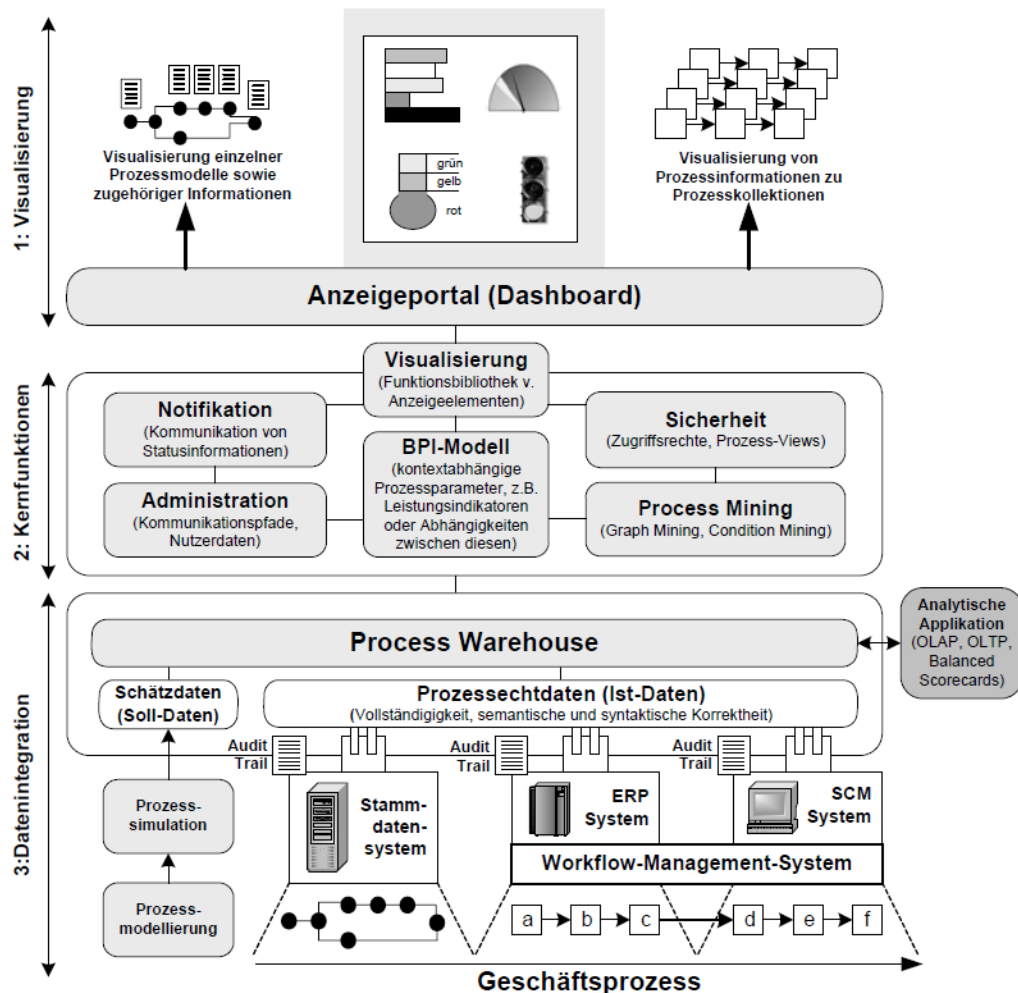 1: Visualisierung
Visualisierung einzelner
Prozessmodelle sowie
zugehöriger Informationen
grün
gelb
rot
Visualisierung von
Prozessinformationen zu
Prozesskollektionen
Anzeigeportal (Dashboard)
2: Kernfunktionen
Visualisierung
(Funktionsbibliothek v.
Anzeigeelementen)
Notifikation
(Kommunikation von
Statusinformationen)
Sicherheit
(Zugriffsrechte, Prozess-Views)
BPI-Modell
(kontextabhängige
Prozessparameter, z.B.
Leistungsindikatoren
oder Abhängigkeiten
zwischen diesen)
Administration
(Kommunikationspfade,
Nutzerdaten)
Process Mining
(Graph Mining, Condition Mining)
3:Datenintegration
Process Warehouse
Analytische
Applikation
(OLAP, OLTP,
Balanced
Scorecards)
Schätzdaten
(Soll-Daten)
Prozessechtdaten (Ist-Daten)
(Vollständigigkeit, semantische und syntaktische Korrektheit)
Audit
Trail
Audit
Trail
Audit
Trail
Prozess-
simulation
Stamm-
daten-
system
ERP
System
SCM
System
Workflow-Management-System
Prozess-
modellierung
a
b
c
d
e
f
Geschäftsprozess